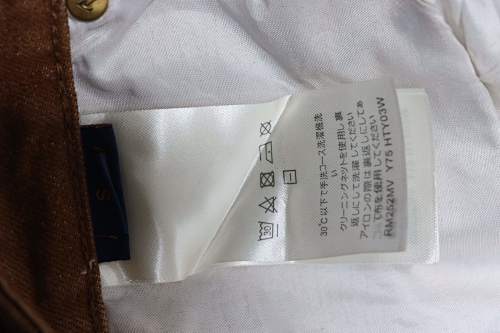 30℃以下で手洗コース洗濯機洗
クリーニングネットを使用し裏
返しにして洗濯してください
アイロンの際は裏返しにしてあ
て布を使用してください
RM252MV Y75 HTY03W
S